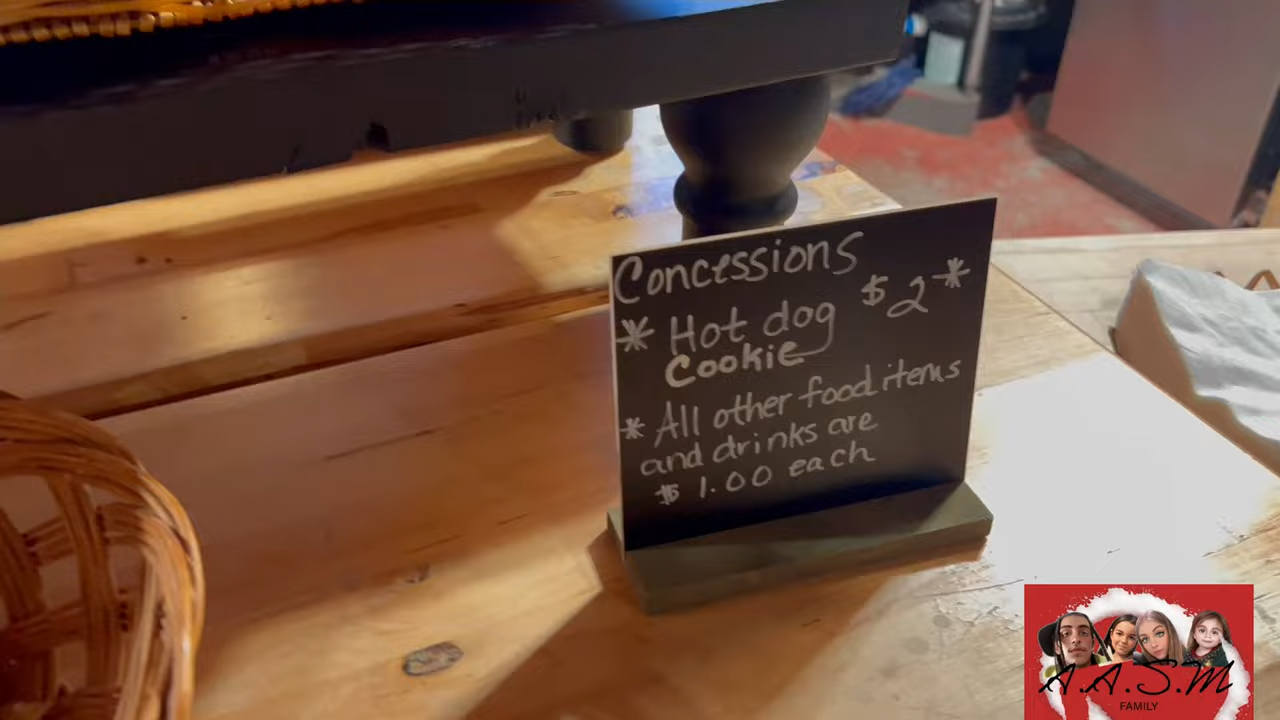 Concessions
* Hot dog $2*
Cookie
* All other food items
and drinks are
$1.00 each
A.A.S.M
FAMILY